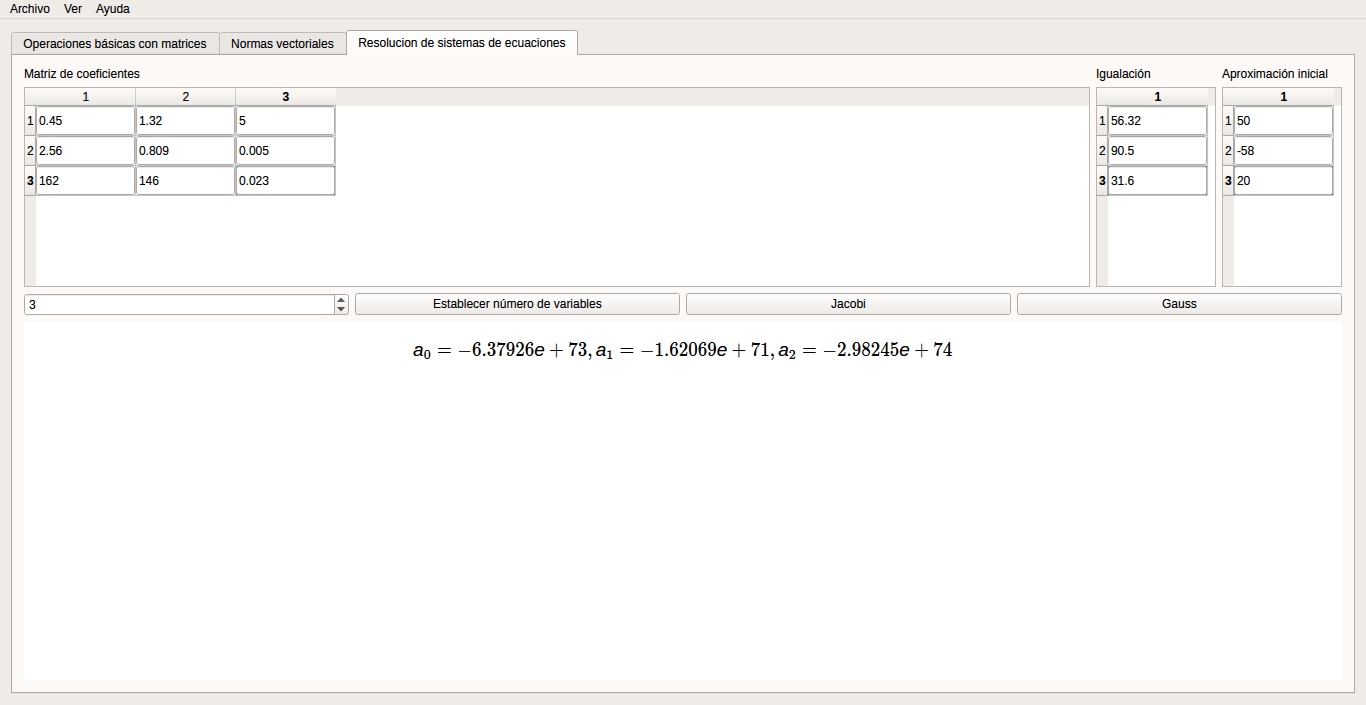 Archivo Ver Ayuda
Operaciones básicas con matrices Normas vectoriales Resolucion de sistemas de ecuaciones
Matriz de coeficientes Igualación Aproximación inicial
1 2 3 1 1
1 0.45 1.32 5 1 56.32 1 50
2 2.56 0.809 0.005 2 90.5 2 -58
3 162 146 0.023 3 31.6 3 20
3 Establecer número de variables Jacobi Gauss
a₀ = −6.37926e + 73, a₁ = −1.62069e + 71, a₂ = −2.98245e + 74